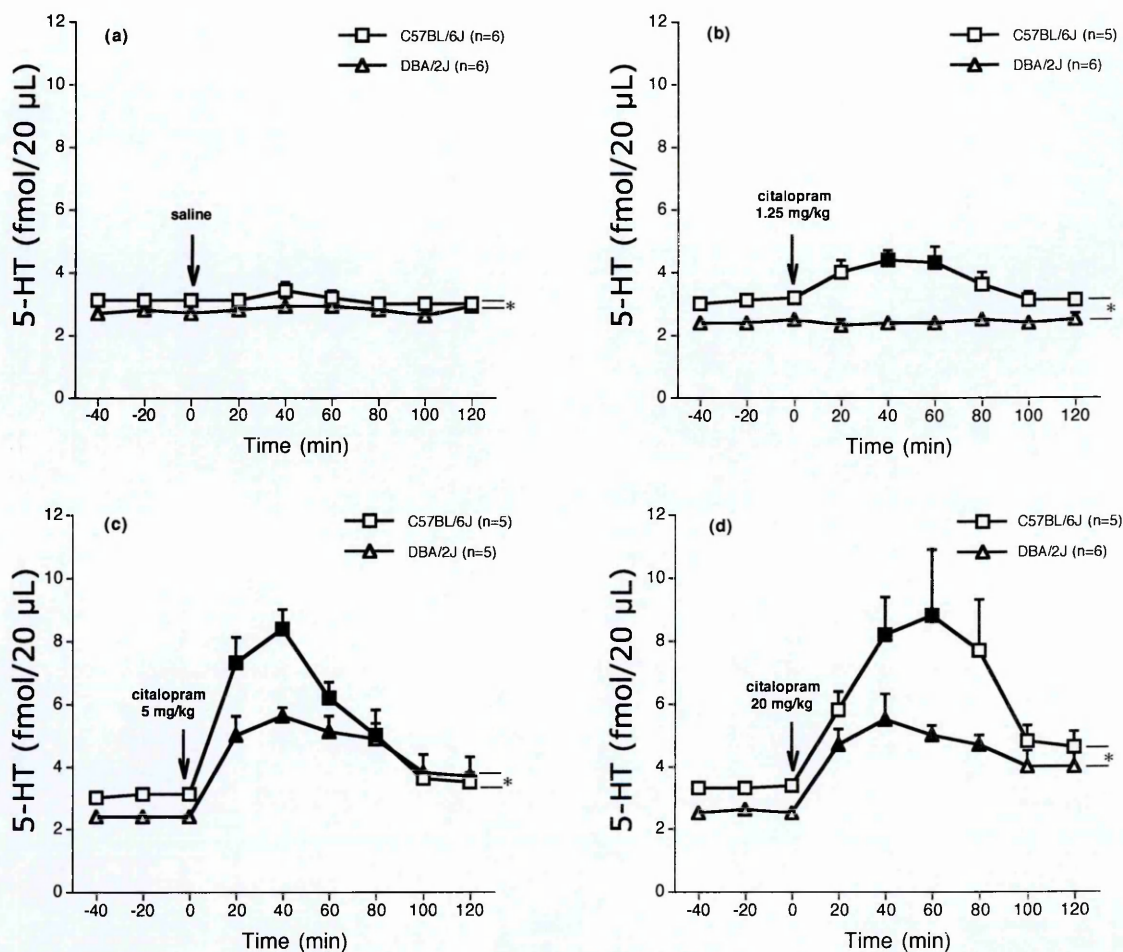 (a)
C57BL/6J (n=6)
DBA/2J (n=6)
5-HT (fmol/20 µL)
12
10
8
6
4
2
0
saline
*
-40 -20 0 20 40 60 80 100 120
Time (min)
(b)
C57BL/6J (n=5)
DBA/2J (n=6)
5-HT (fmol/20 µL)
12
10
8
6
4
2
0
citalopram
1.25 mg/kg
*
-40 -20 0 20 40 60 80 100 120
Time (min)
(c)
C57BL/6J (n=5)
DBA/2J (n=5)
5-HT (fmol/20 µL)
12
10
8
6
4
2
0
citalopram
5 mg/kg
*
-40 -20 0 20 40 60 80 100 120
Time (min)
(d)
C57BL/6J (n=5)
DBA/2J (n=6)
5-HT (fmol/20 µL)
12
10
8
6
4
2
0
citalopram
20 mg/kg
*
-40 -20 0 20 40 60 80 100 120
Time (min)